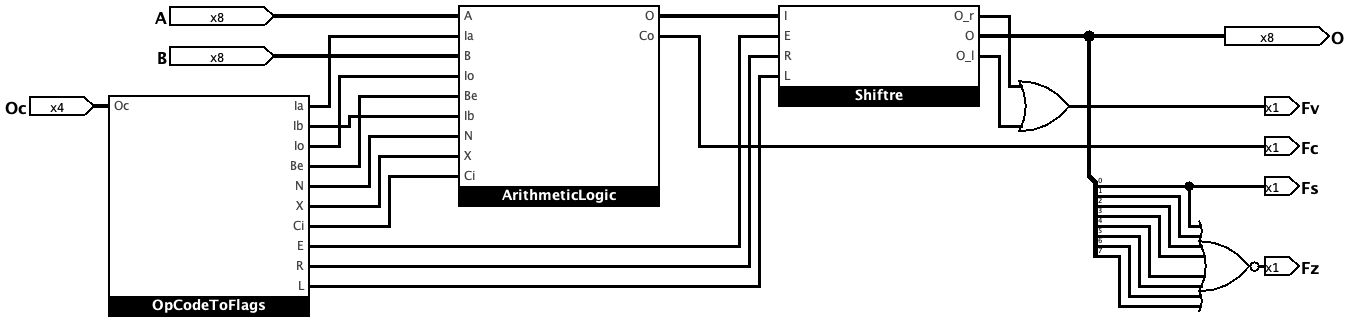 A x8
B x8
Oc x4
Oc
Ia
Ib
Io
Be
N
X
Ci
E
R
L
OpCodeToFlags
A
Ia
B
Io
Be
Ib
N
X
Ci
O
Co
ArithmeticLogic
I
E
R
L
O_r
O
O_l
Shiftre
x8 O
x1 Fv
x1 Fc
x1 Fs
x1 Fz
0
1
2
3
4
5
6
7